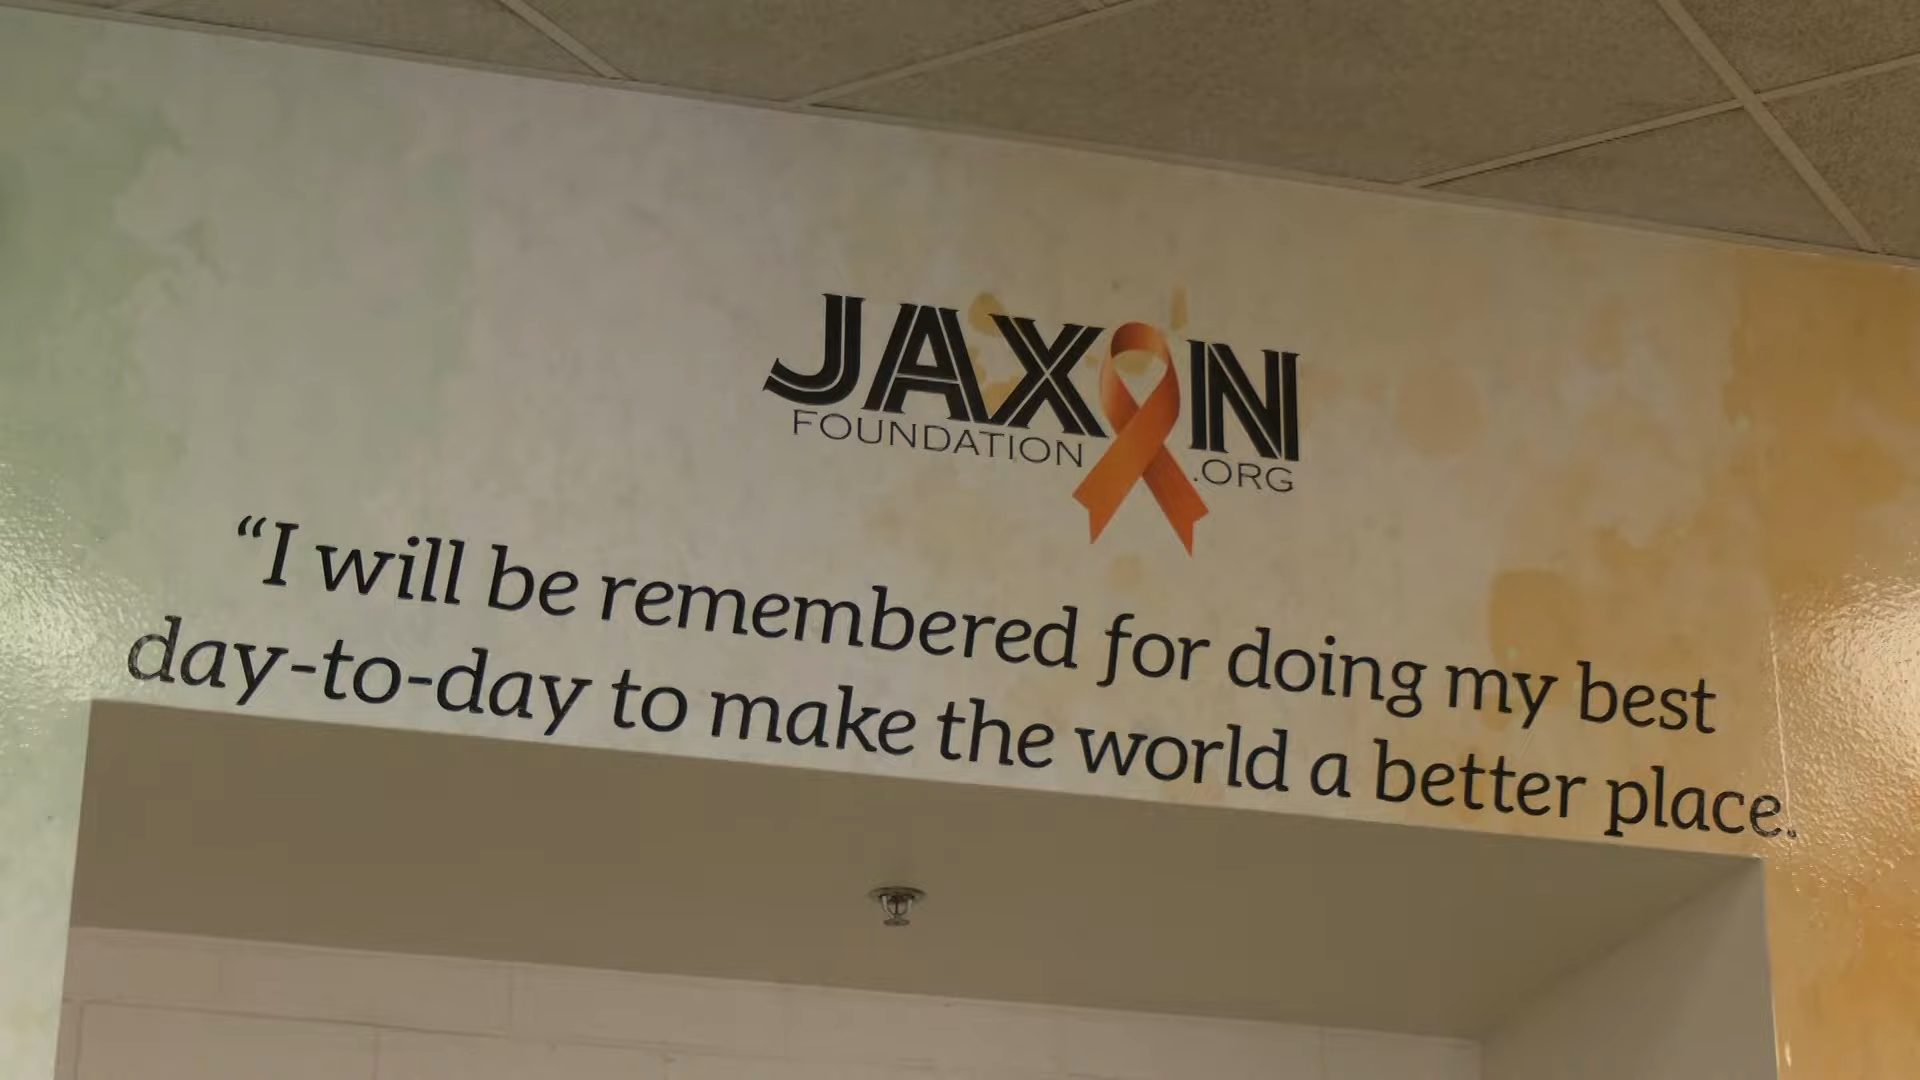 JAXON
FOUNDATION .ORG
“I will be remembered for doing my best
day-to-day to make the world a better place.